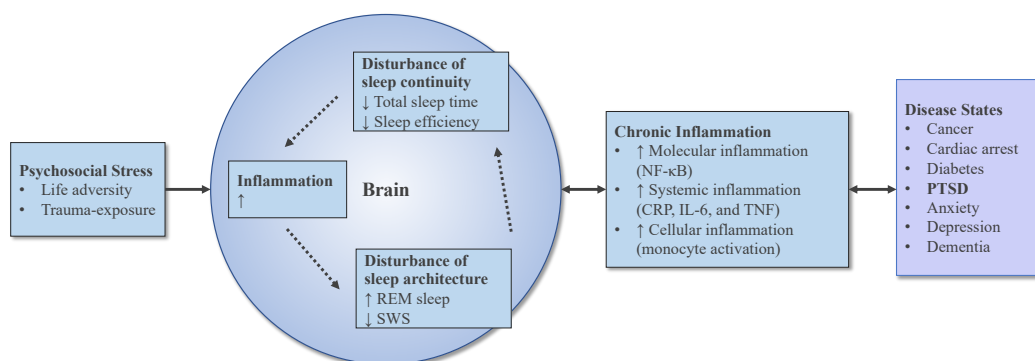 Psychosocial Stress
• Life adversity
• Trauma-exposure
Disturbance of
sleep continuity
↓ Total sleep time
↓ Sleep efficiency
Inflammation
↑
Brain
Disturbance of
sleep architecture
↑ REM sleep
↓ SWS
Chronic Inflammation
• ↑ Molecular inflammation
(NF-κB)
• ↑ Systemic inflammation
(CRP, IL-6, and TNF)
• ↑ Cellular inflammation
(monocyte activation)
Disease States
• Cancer
• Cardiac arrest
• Diabetes
• PTSD
• Anxiety
• Depression
• Dementia